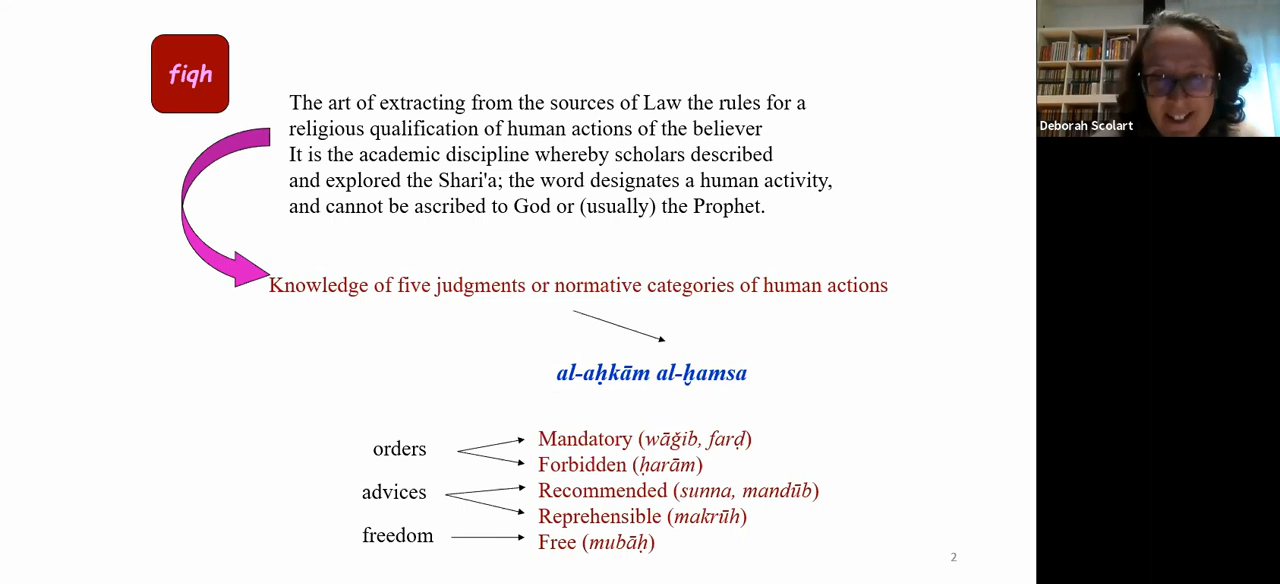 fiqh
The art of extracting from the sources of Law the rules for a
religious qualification of human actions of the believer
It is the academic discipline whereby scholars described
and explored the Shari'a; the word designates a human activity,
and cannot be ascribed to God or (usually) the Prophet.
Knowledge of five judgments or normative categories of human actions
al-aḥkām al-ḫamsa
orders
Mandatory (wāǧib, farḍ)
Forbidden (ḥarām)
advices
Recommended (sunna, mandūb)
Reprehensible (makrūh)
freedom
Free (mubāḥ)
2
Deborah Scolart